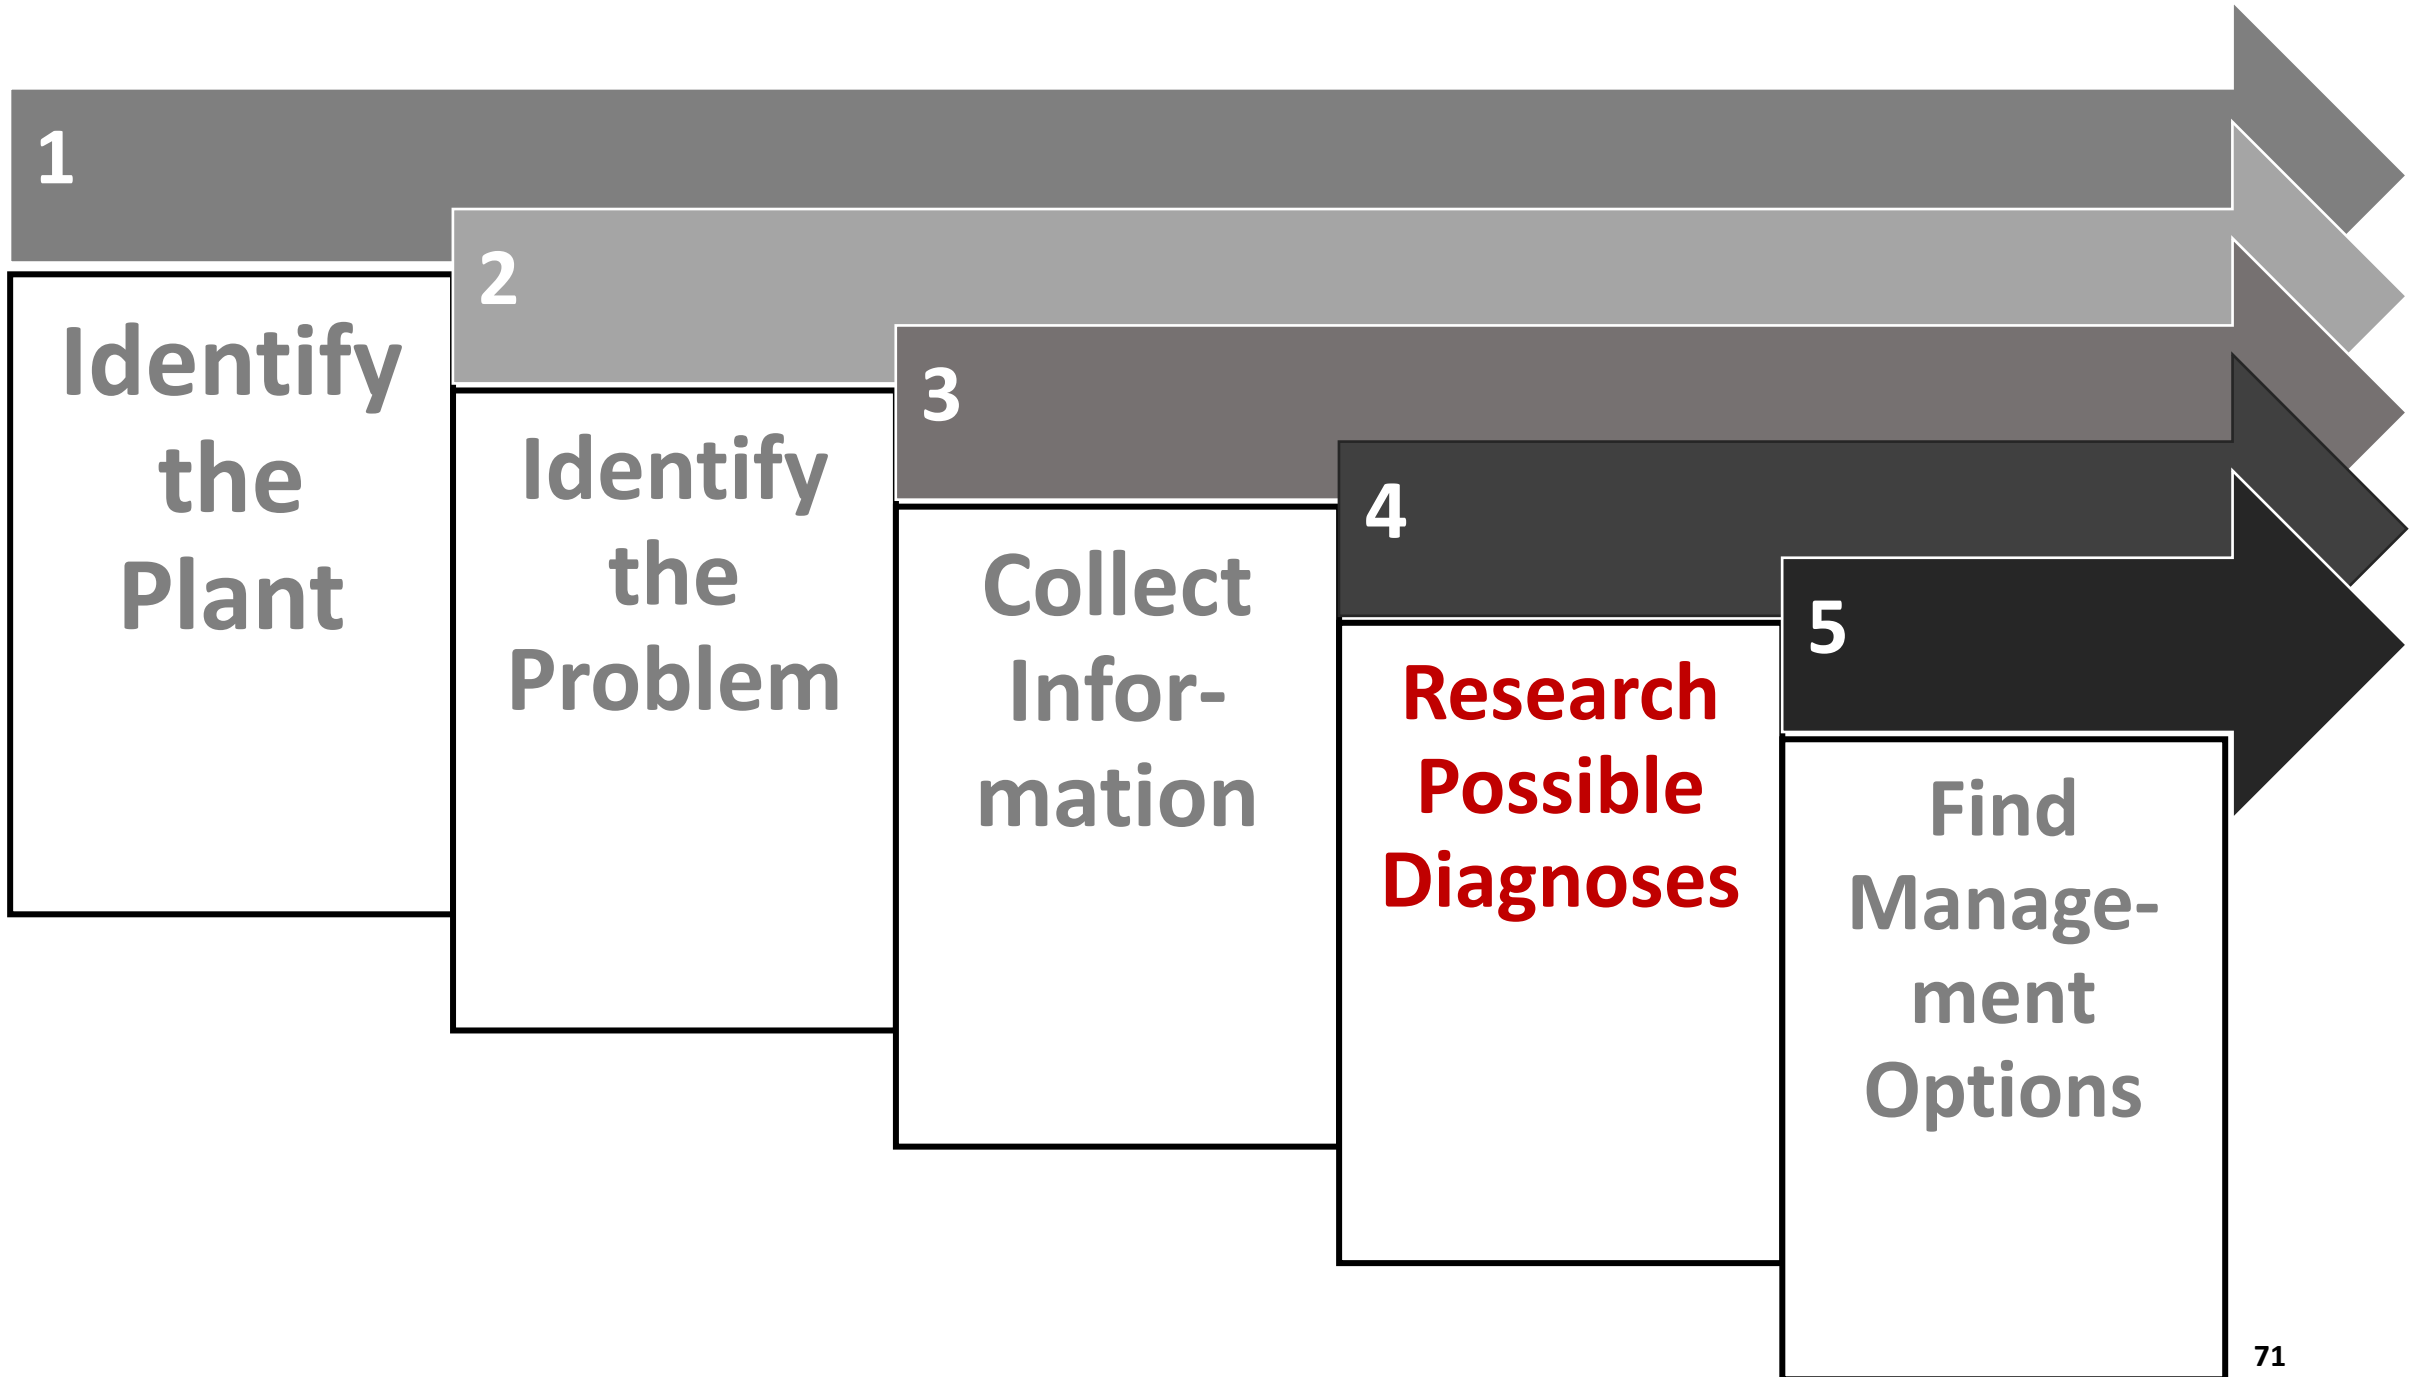 1
Identify
the
Plant
2
Identify
the
Problem
3
Collect
Infor-
mation
4
Research
Possible
Diagnoses
5
Find
Manage-
ment
Options
71